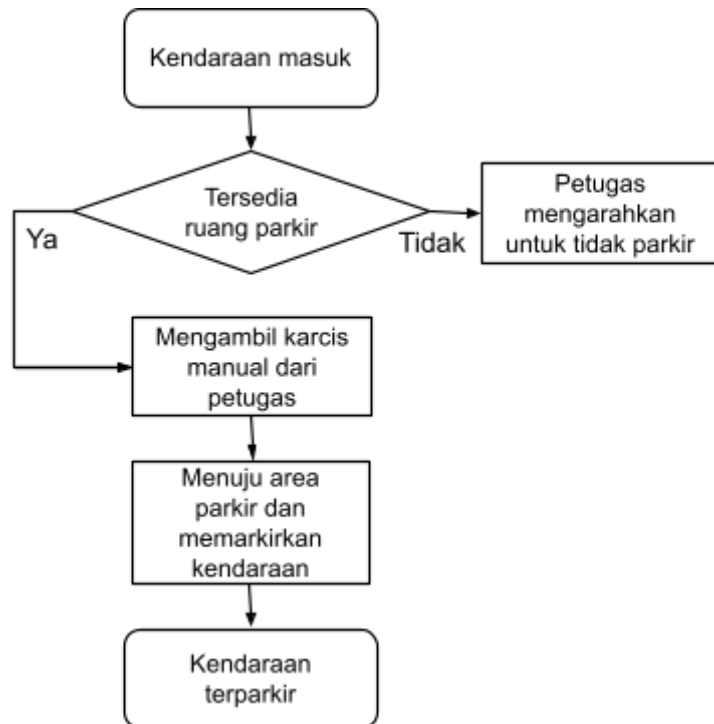 Kendaraan masuk
Tersedia
ruang parkir
Ya
Tidak
Petugas
mengarahkan
untuk tidak parkir
Mengambil karcis
manual dari
petugas
Menuju area
parkir dan
memarkirkan
kendaraan
Kendaraan
terparkir